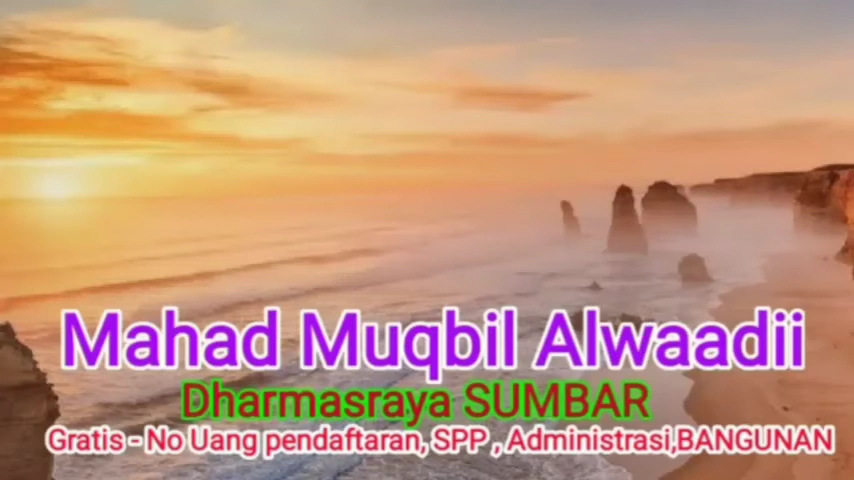 Mahad Muqbil Alwaadii
Dharmasraya SUMBAR
Gratis - No Uang pendaftaran, SPP , Administrasi,BANGUNAN